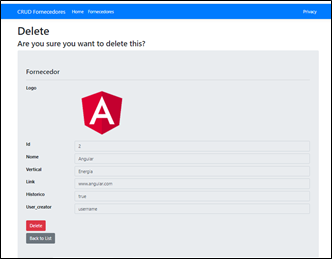 CRUD Fornecedores Home Fornecedores Privacy
Delete
Are you sure you want to delete this?
Fornecedor
Logo
A
Id 2
Nome Angular
Vertical Energia
Link www.angular.com
Historico true
User_creator username
Delete
Back to List